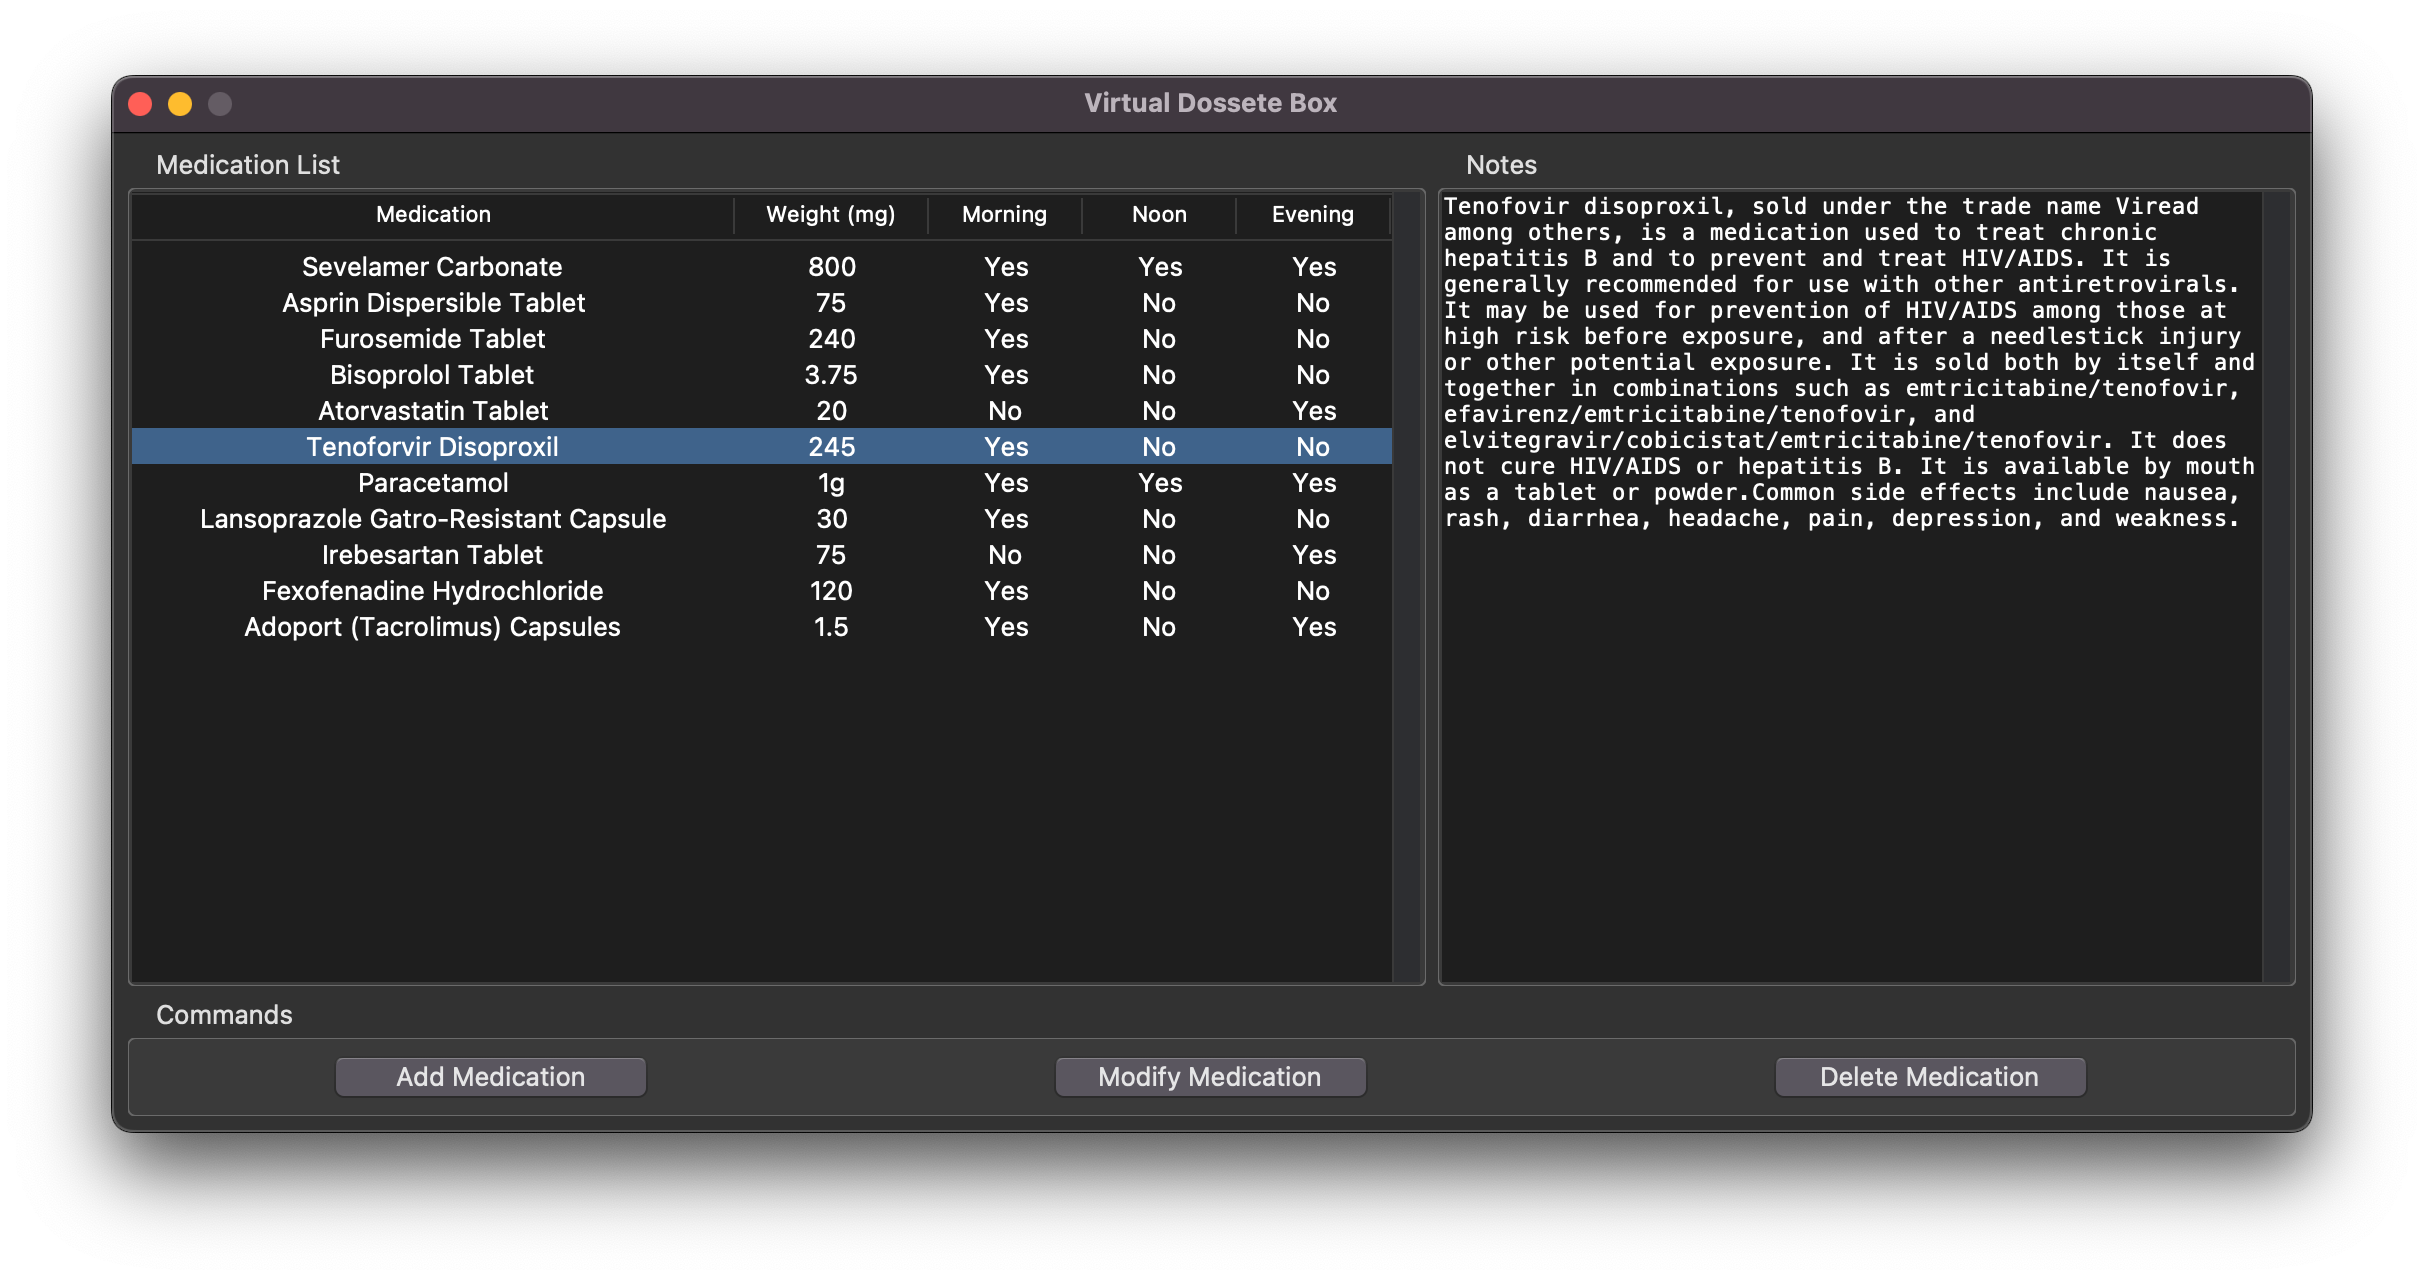 Virtual Dossete Box
Medication List
Medication Weight (mg) Morning Noon Evening
Sevelamer Carbonate 800 Yes Yes Yes
Asprin Dispersible Tablet 75 Yes No No
Furosemide Tablet 240 Yes No No
Bisoprolol Tablet 3.75 Yes No No
Atorvastatin Tablet 20 No No Yes
Tenoforvir Disoproxil 245 Yes No No
Paracetamol 1g Yes Yes Yes
Lansoprazole Gatro-Resistant Capsule 30 Yes No No
Irebesartan Tablet 75 No No Yes
Fexofenadine Hydrochloride 120 Yes No No
Adoport (Tacrolimus) Capsules 1.5 Yes No Yes
Notes
Tenofovir disoproxil, sold under the trade name Viread
among others, is a medication used to treat chronic
hepatitis B and to prevent and treat HIV/AIDS. It is
generally recommended for use with other antiretrovirals.
It may be used for prevention of HIV/AIDS among those at
high risk before exposure, and after a needlestick injury
or other potential exposure. It is sold both by itself and
together in combinations such as emtricitabine/tenofovir,
efavirenz/emtricitabine/tenofovir, and
elvitegravir/cobicistat/emtricitabine/tenofovir. It does
not cure HIV/AIDS or hepatitis B. It is available by mouth
as a tablet or powder.Common side effects include nausea,
rash, diarrhea, headache, pain, depression, and weakness.
Commands
Add Medication
Modify Medication
Delete Medication